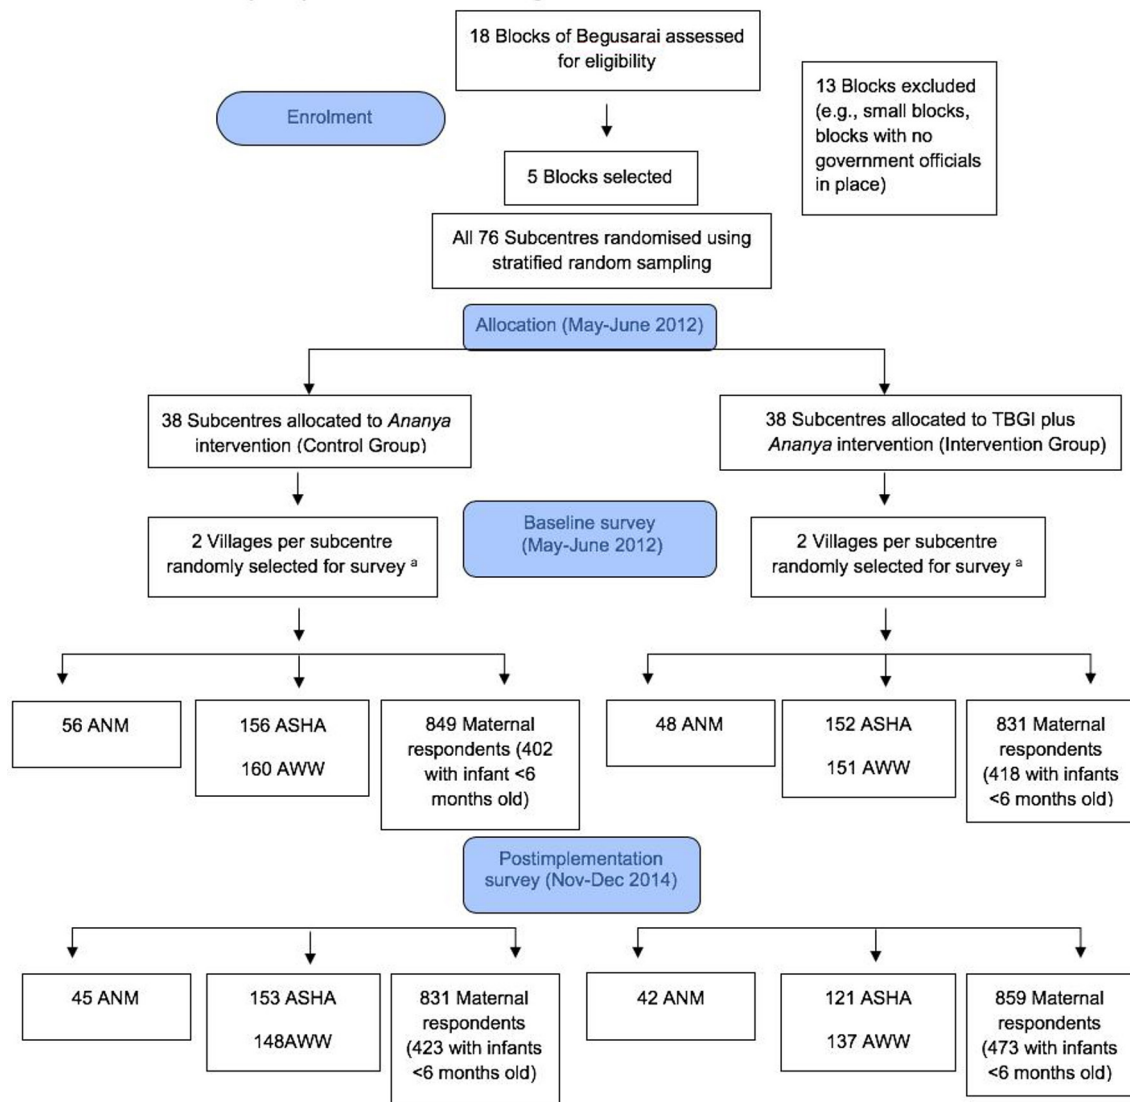 18 Blocks of Begusarai assessed
for eligibility
13 Blocks excluded
(e.g., small blocks,
blocks with no
government officials
in place)
Enrolment
5 Blocks selected
All 76 Subcentres randomised using
stratified random sampling
Allocation (May-June 2012)
38 Subcentres allocated to Ananya
intervention (Control Group)
38 Subcentres allocated to TBGI plus
Ananya intervention (Intervention Group)
Baseline survey
(May-June 2012)
2 Villages per subcentre
randomly selected for survey a
2 Villages per subcentre
randomly selected for survey a
56 ANM
156 ASHA
160 AWW
849 Maternal
respondents (402
with infant <6
months old)
48 ANM
152 ASHA
151 AWW
831 Maternal
respondents
(418 with infants
<6 months old)
Postimplementation
survey (Nov-Dec 2014)
45 ANM
153 ASHA
148AWW
831 Maternal
respondents
(423 with infants
<6 months old)
42 ANM
121 ASHA
137 AWW
859 Maternal
respondents
(473 with infants
<6 months old)